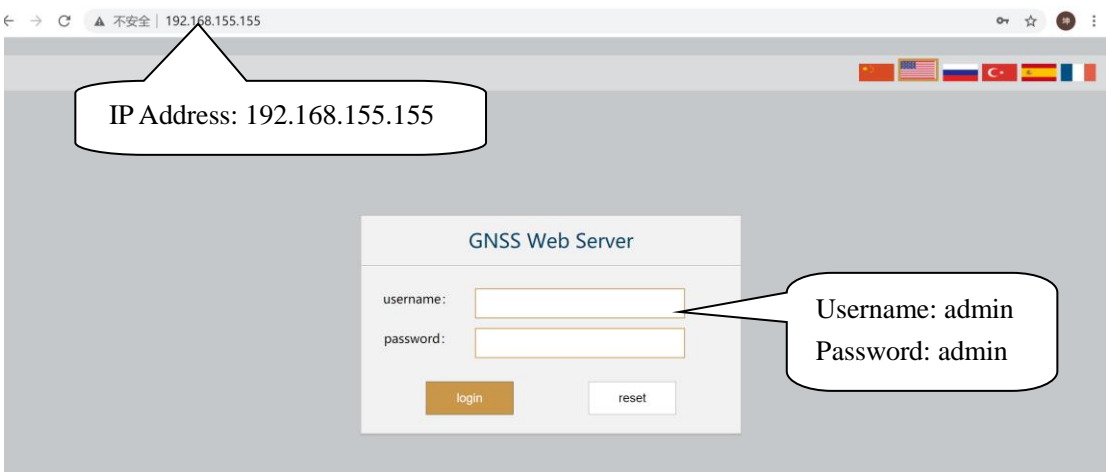 不安全 | 192.168.155.155
坤
IP Address: 192.168.155.155
GNSS Web Server
username:
Username: admin
password:
Password: admin
login
reset